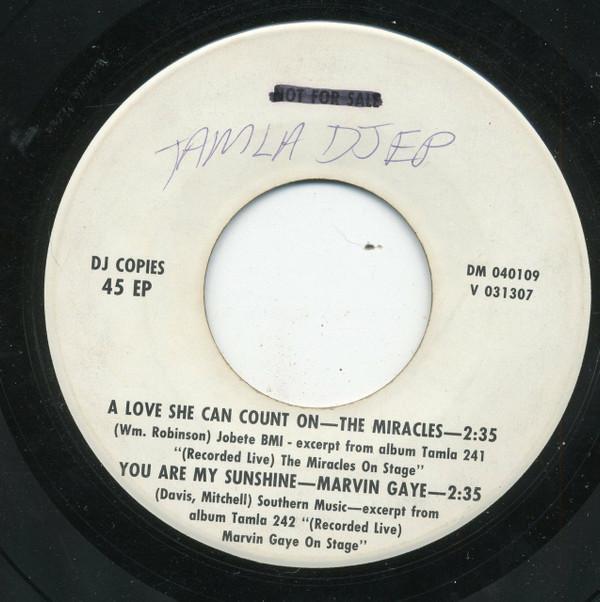 NOT FOR SALE
TAMLA DJ EP
DJ COPIES
45 EP
DM 040109
V 031307
A LOVE SHE CAN COUNT ON—THE MIRACLES—2:35
(Wm. Robinson) Jobete BMI - excerpt from album Tamla 241
"(Recorded Live) The Miracles On Stage"
YOU ARE MY SUNSHINE—MARVIN GAYE—2:35
(Davis, Mitchell) Southern Music—excerpt from
album Tamla 242 "(Recorded Live)
Marvin Gaye On Stage"